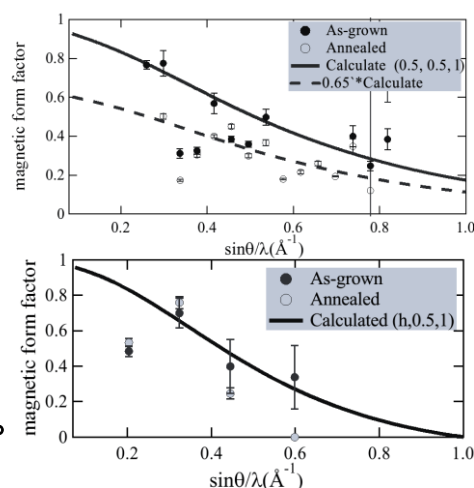 As-grown
Annealed
Calculate (0.5, 0.5, 1)
0.65`*Calculate
magnetic form factor
1.0
0.8
0.6
0.4
0.2
0
0.2 0.4 0.6 0.8 1.0
sinθ/λ(Å⁻¹)
As-grown
Annealed
Calculated (h,0.5,1)
magnetic form factor
1.0
0.8
0.6
0.4
0.2
0
0.2 0.4 0.6 0.8 1.0
sinθ/λ(Å⁻¹)